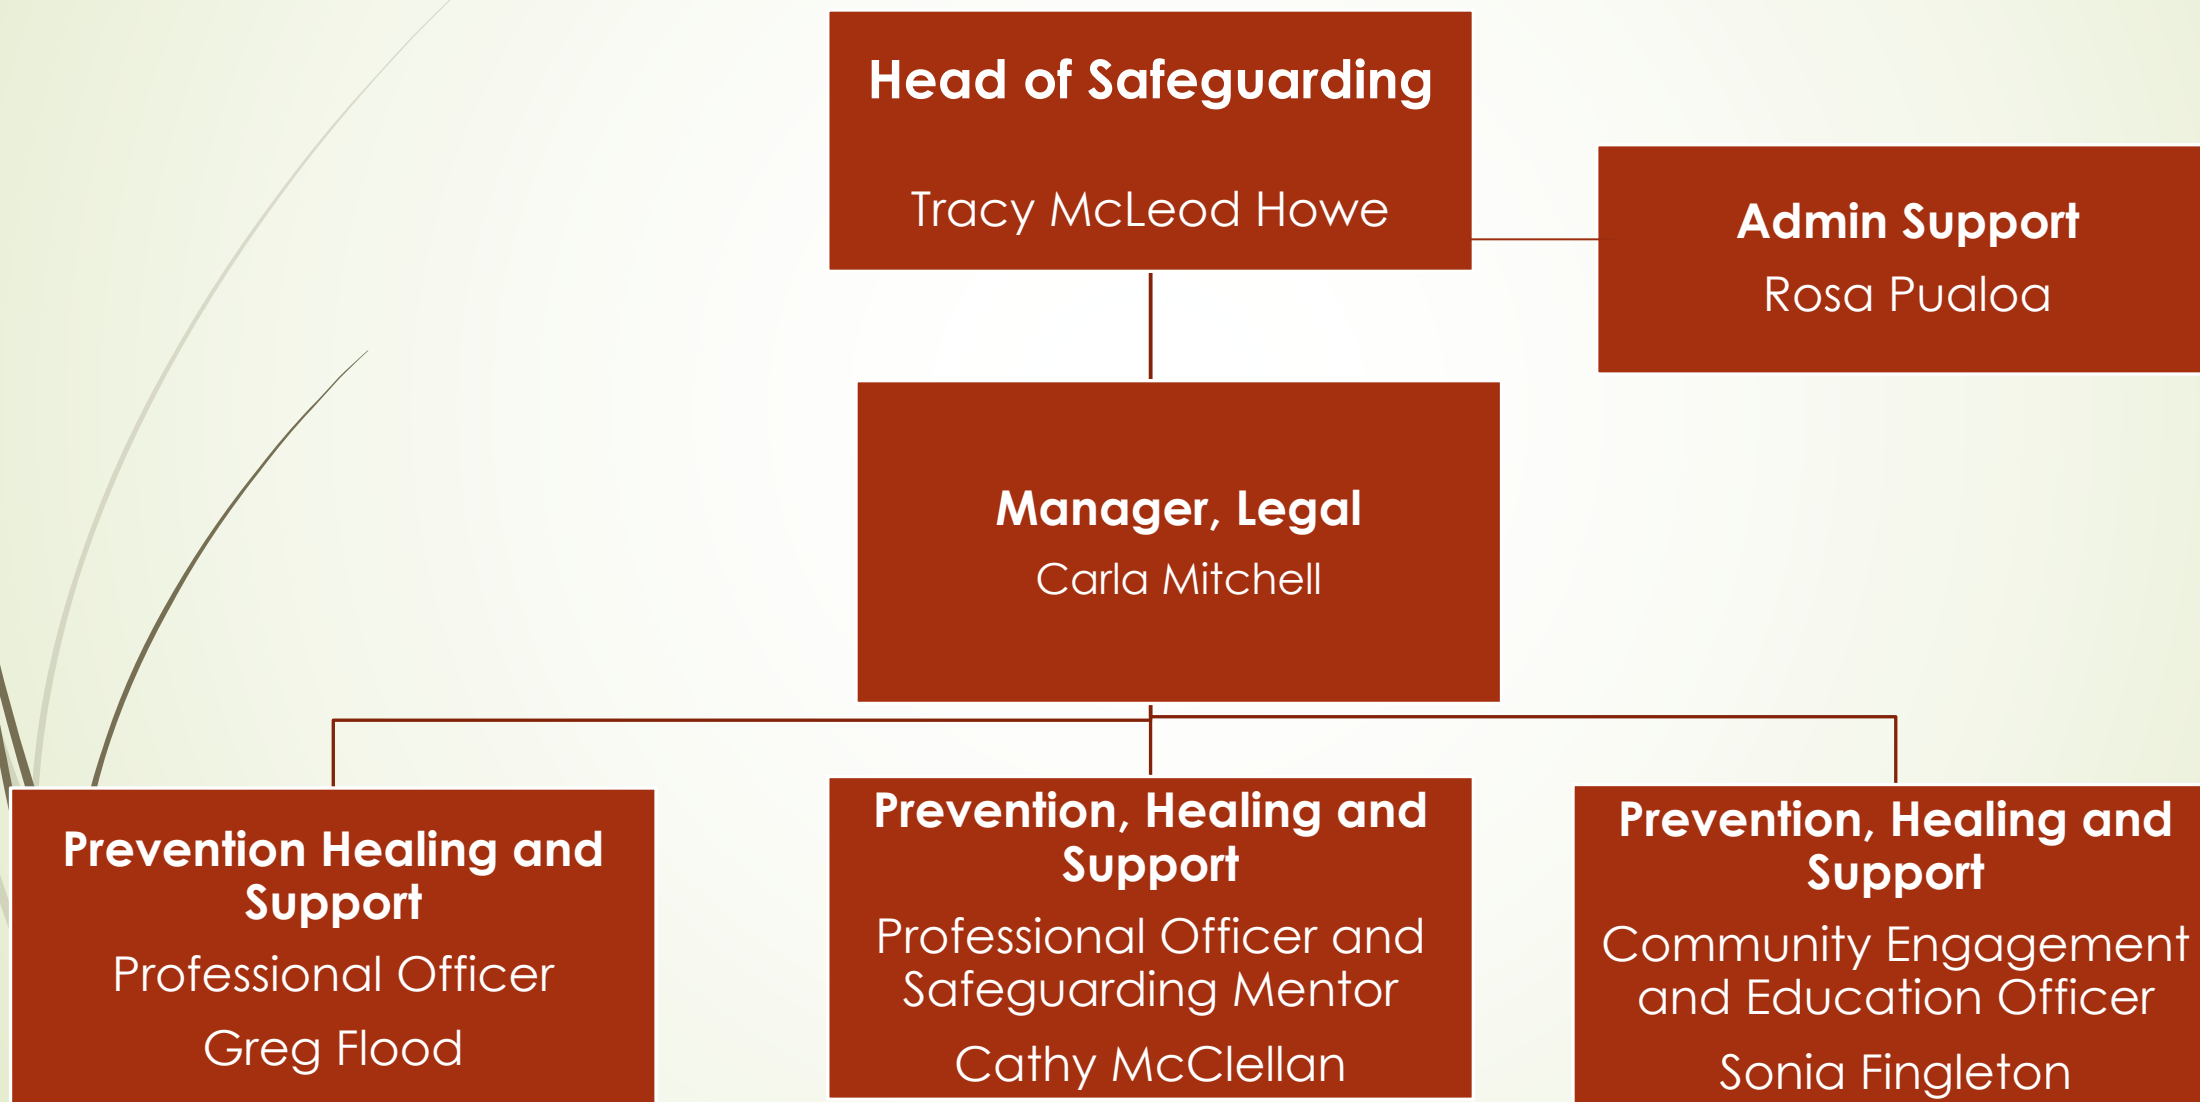 Head of Safeguarding
Tracy McLeod Howe
Admin Support
Rosa Pualoa
Manager, Legal
Carla Mitchell
Prevention Healing and
Support
Professional Officer
Greg Flood
Prevention, Healing and
Support
Professional Officer and
Safeguarding Mentor
Cathy McClellan
Prevention, Healing and
Support
Community Engagement
and Education Officer
Sonia Fingleton